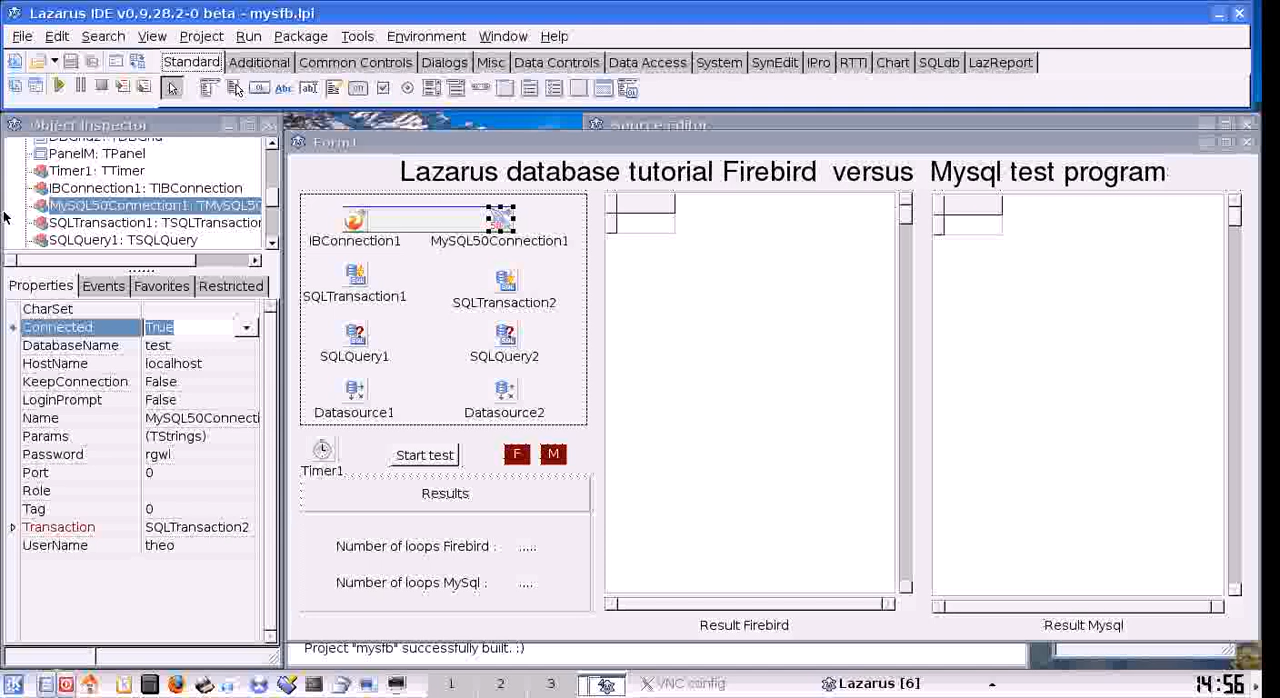 Lazarus IDE v0.9.28.2-0 beta - mysfb.lpi
File Edit Search View Project Run Package Tools Environment Window Help
Standard Additional Common Controls Dialogs Misc Data Controls Data Access System SynEdit IPro RTTI Chart SQLdb LazReport
Abc
Object Inspector
Source Editor
Form1
PanelM: TPanel
Timer1: TTimer
IBConnection1: TIBConnection
MySQL50Connection1: TMySQL5
SQLTransaction1: TSQLTransaction
SQLQuery1: TSQLQuery
Properties Events Favorites Restricted
CharSet
Connected True
DatabaseName test
HostName localhost
KeepConnection False
LoginPrompt False
Name MySQL50Connecti
Params (TStrings)
Password rgwl
Port 0
Role
Tag 0
Transaction SQLTransaction2
UserName theo
Lazarus database tutorial Firebird versus Mysql test program
IBConnection1 MySQL50Connection1
SQLTransaction1 SQLTransaction2
SQLQuery1 SQLQuery2
Datasource1 Datasource2
Timer1 Start test F M
Results
Number of loops Firebird : .....
Number of loops MySql : ....
Result Firebird Result Mysql
Project "mysfb" successfully built. :)
1 2 3 VNC config Lazarus [6] 14:56